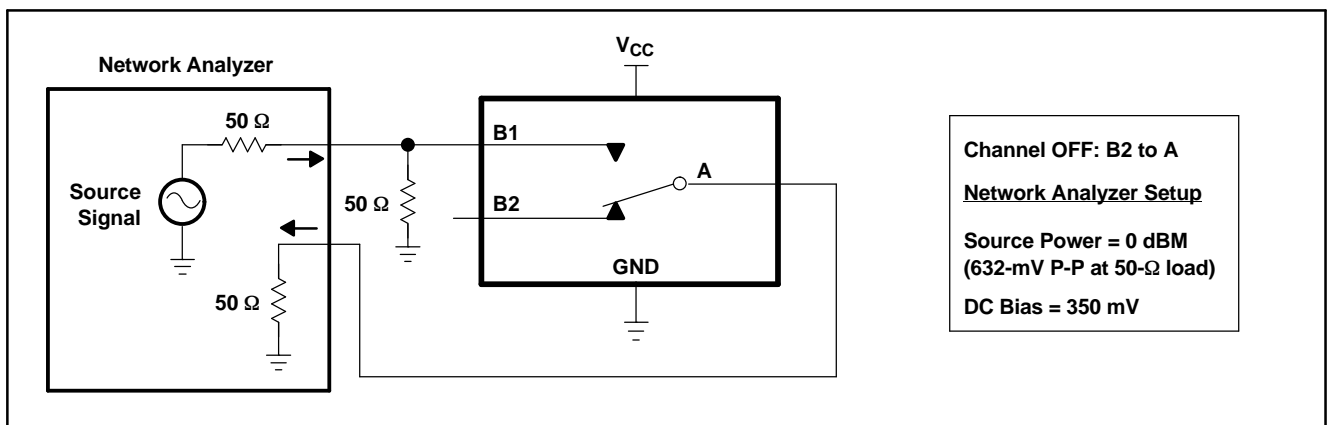 Network Analyzer
50 Ω
Source
Signal
50 Ω
50 Ω
VCC
B1
B2
A
GND
Channel OFF: B2 to A
Network Analyzer Setup
Source Power = 0 dBM
(632-mV P-P at 50-Ω load)
DC Bias = 350 mV